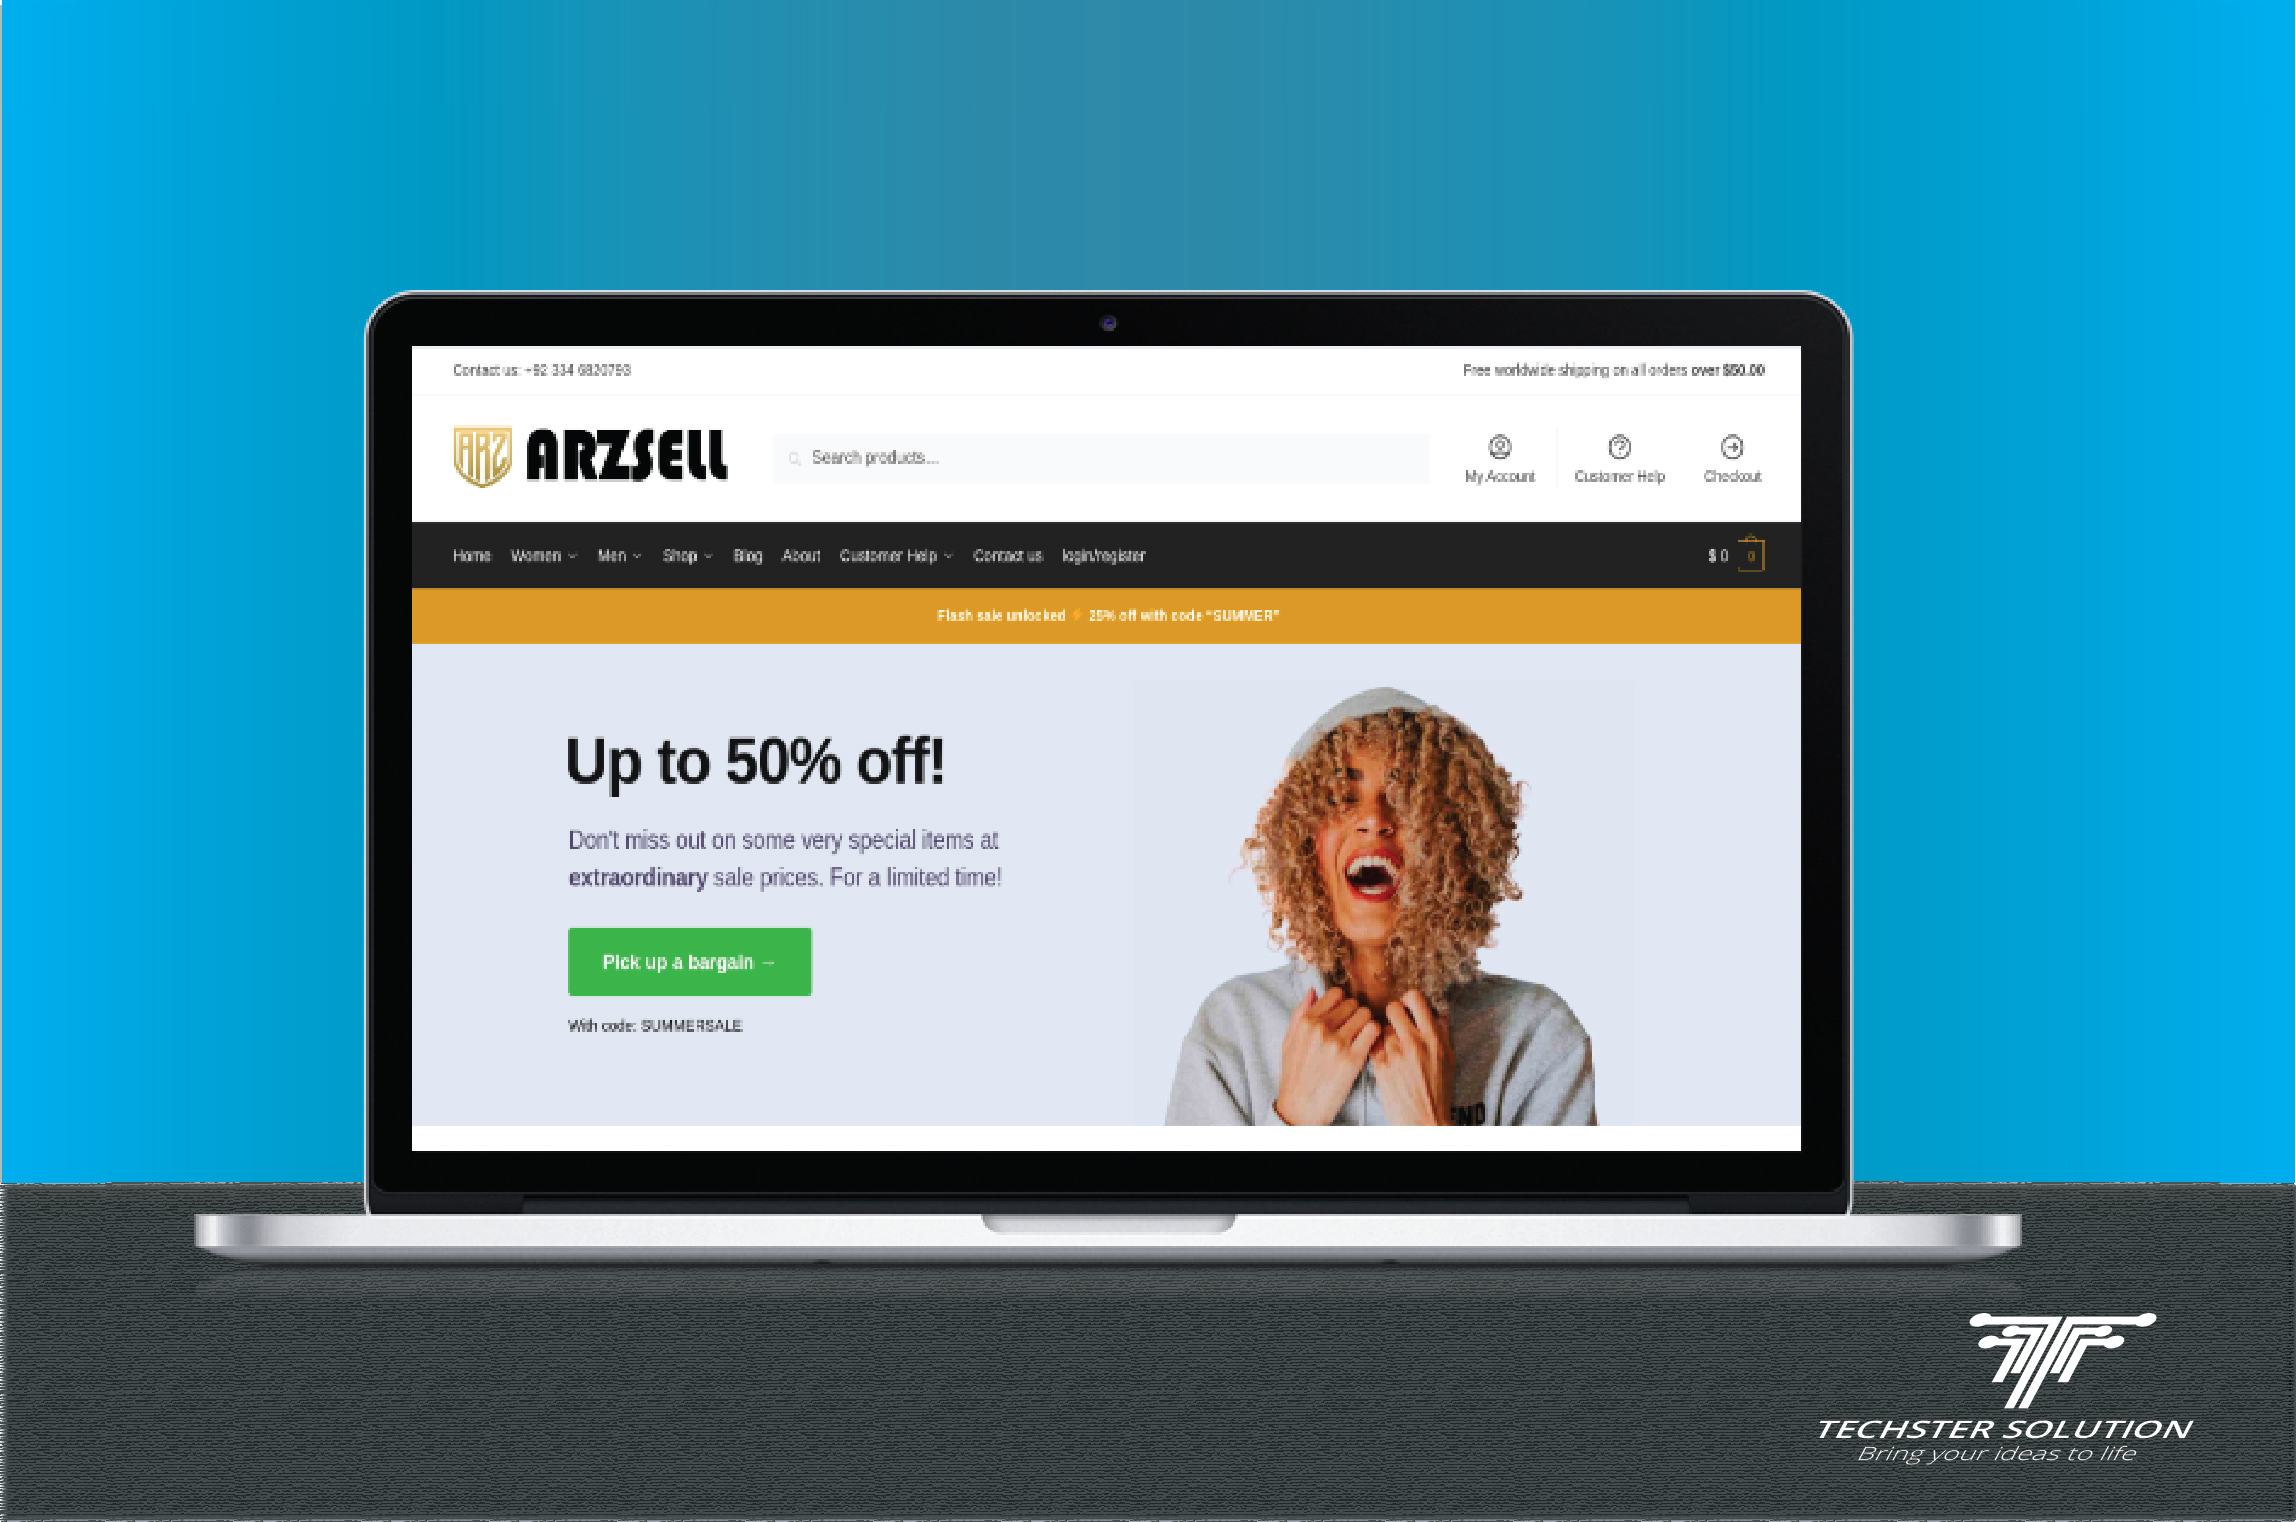 Contact us: +92 334 6820793
Free worldwide shipping on all orders over $50.00
ARZ
ARZSELL
Search products...
My Account
Customer Help
Checkout
Home Women Men Shop Blog About Customer Help Contact us login/register
$ 0 0
Flash sale unlocked ⚡ 25% off with code "SUMMER"
Up to 50% off!
Don't miss out on some very special items at
extraordinary sale prices. For a limited time!
Pick up a bargain →
With code: SUMMERSALE
END
TECHSTER SOLUTION
Bring your ideas to life